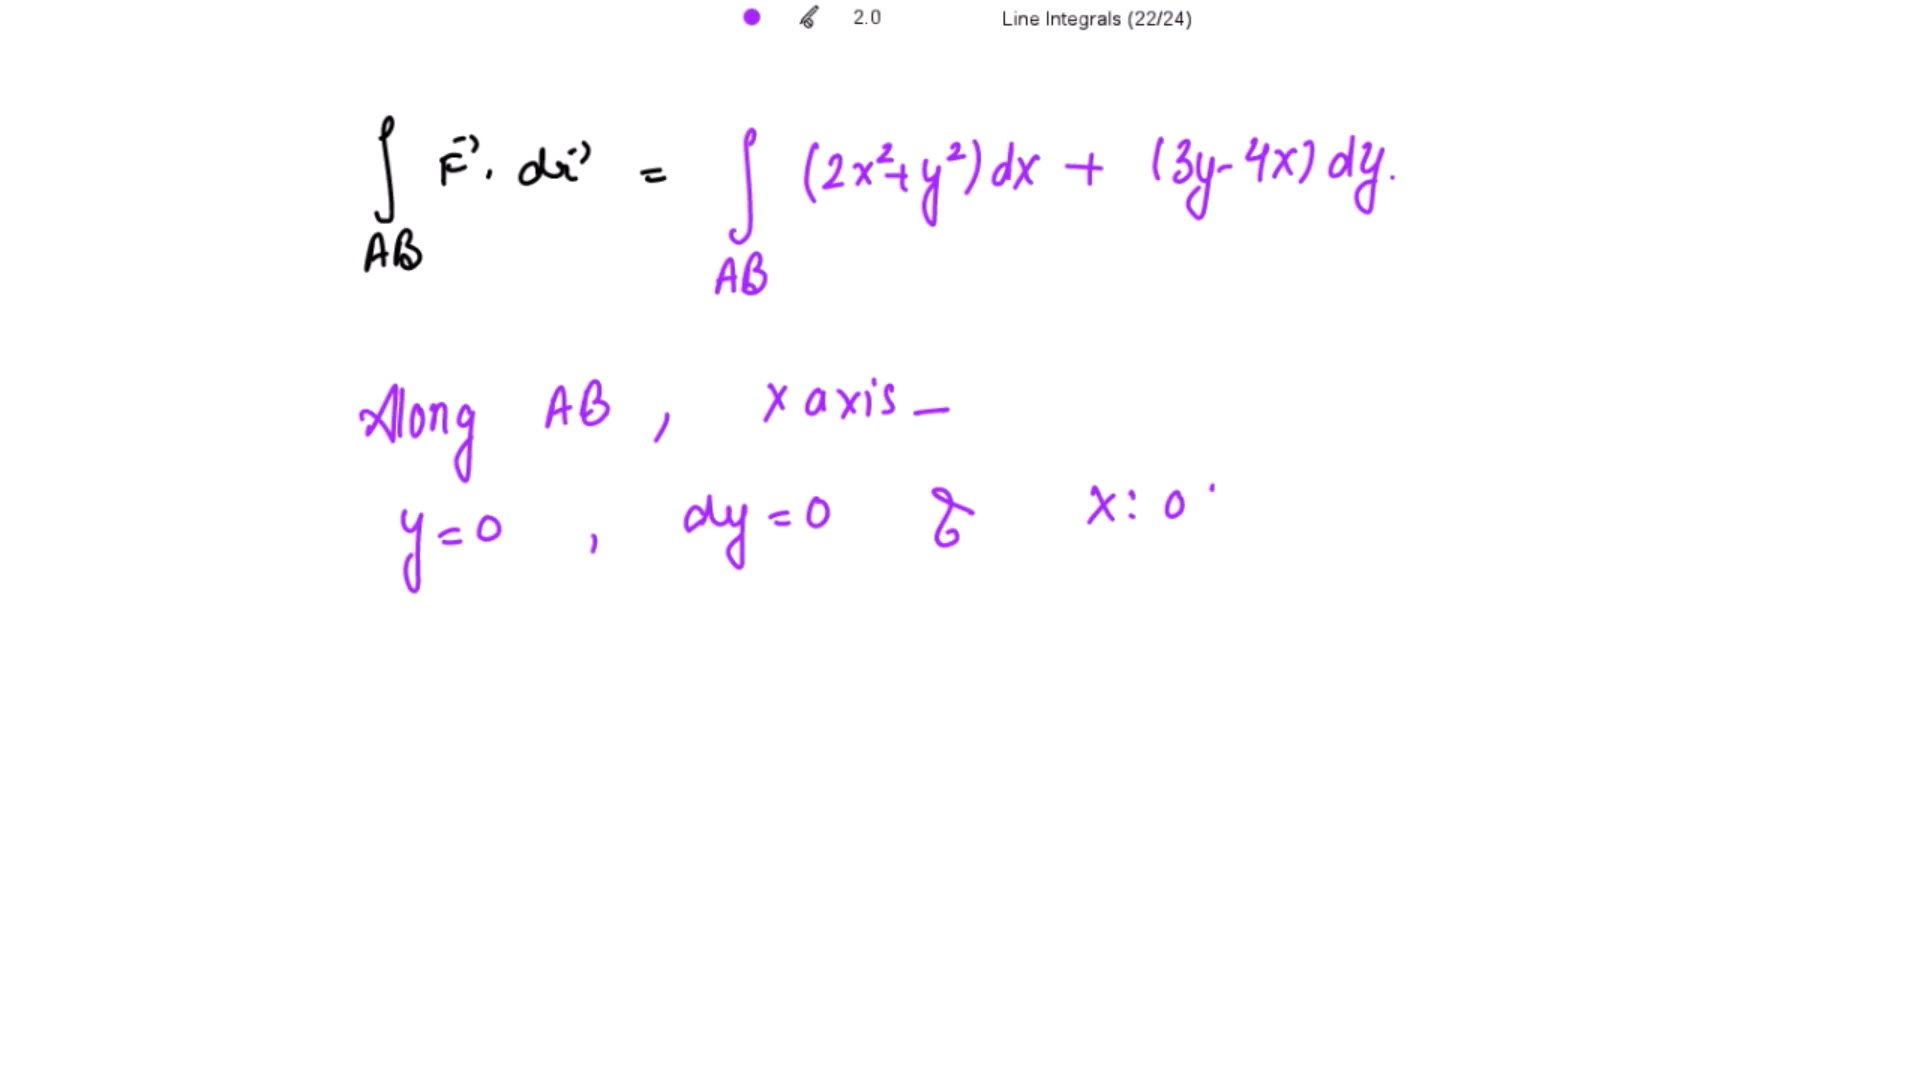 2.0 Line Integrals (22/24)
∫ F⃗ . dr⃗ = ∫ (2x²+y²)dx + (3y-4x)dy.
AB AB
Along AB, x axis –
y=0, dy=0 & x: 0